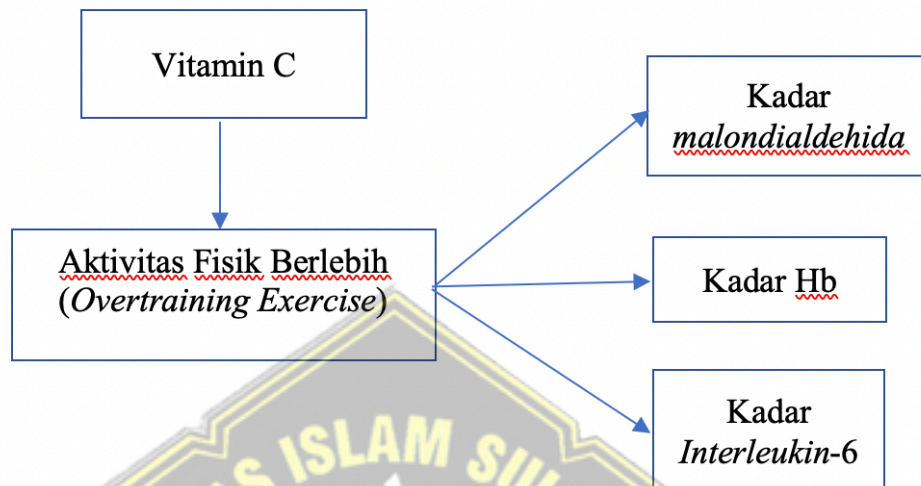 Vitamin C
Kadar
malondialdehida
Aktivitas Fisik Berlebih
(Overtraining Exercise)
Kadar Hb
Kadar
Interleukin-6
ISLAM